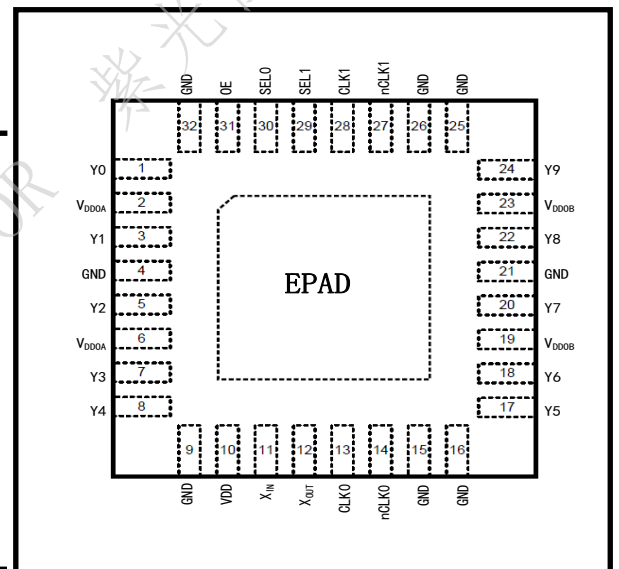 紫光
OR
GND OE SEL0 SEL1 CLK1 nCLK1 GND GND
32 31 30 29 28 27 26 25
Y0 1 24 Y9
VDDOA 2 23 VDDOB
Y1 3 22 Y8
GND 4 21 GND
EPAD
Y2 5 20 Y7
VDDOA 6 19 VDDOB
Y3 7 18 Y6
Y4 8 17 Y5
9 10 11 12 13 14 15 16
GND VDD XIN XOUT CLK0 nCLK0 GND GND